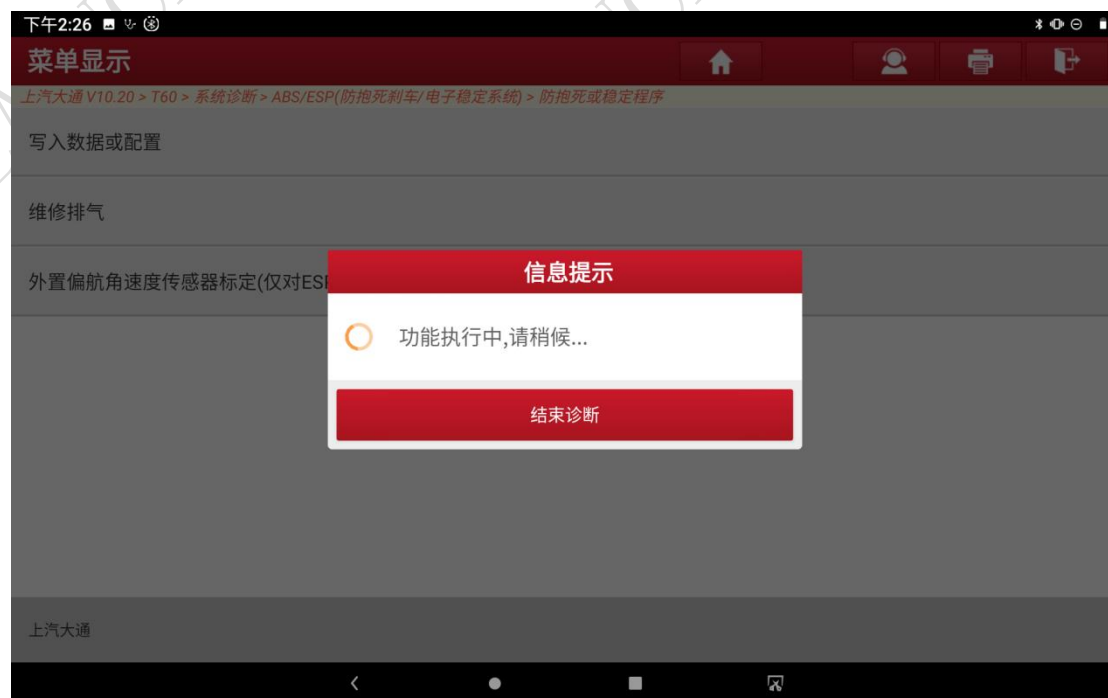 下午2:26
菜单显示
上汽大通 V10.20 > T60 > 系统诊断 > ABS/ESP(防抱死刹车/电子稳定系统) > 防抱死或稳定程序
写入数据或配置
维修排气
外置偏航角速度传感器标定(仅对ES
信息提示
功能执行中,请稍候...
结束诊断
上汽大通